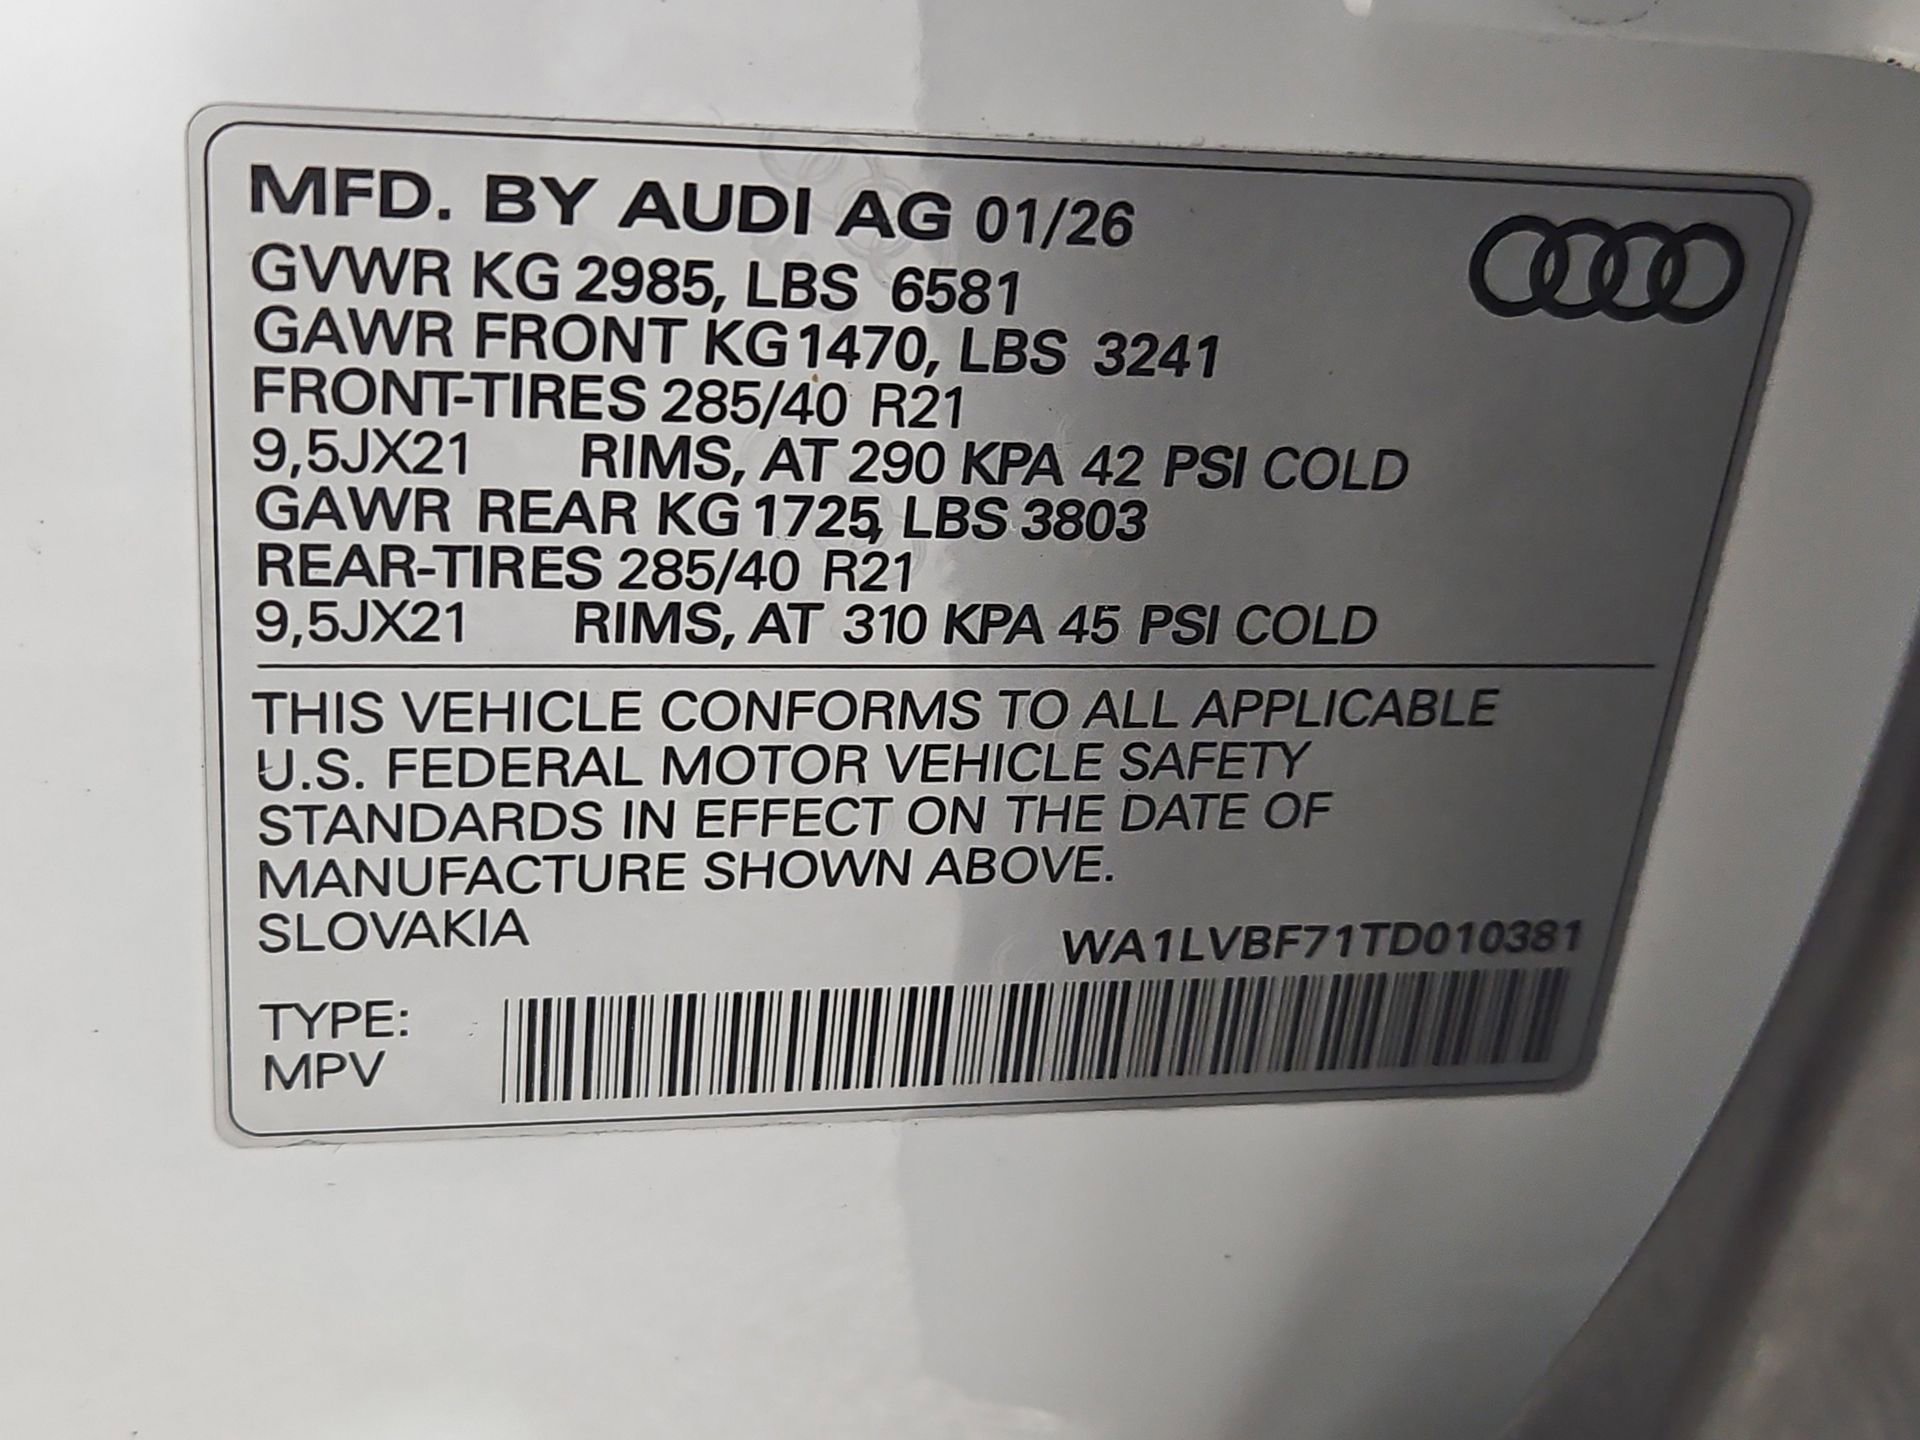 MFD. BY AUDI AG 01/26
GVWR KG 2985, LBS 6581
GAWR FRONT KG 1470, LBS 3241
FRONT-TIRES 285/40 R21
9,5JX21 RIMS, AT 290 KPA 42 PSI COLD
GAWR REAR KG 1725, LBS 3803
REAR-TIRES 285/40 R21
9,5JX21 RIMS, AT 310 KPA 45 PSI COLD
THIS VEHICLE CONFORMS TO ALL APPLICABLE
U.S. FEDERAL MOTOR VEHICLE SAFETY
STANDARDS IN EFFECT ON THE DATE OF
MANUFACTURE SHOWN ABOVE.
SLOVAKIA
WA1LVBF71TD010381
TYPE:
MPV